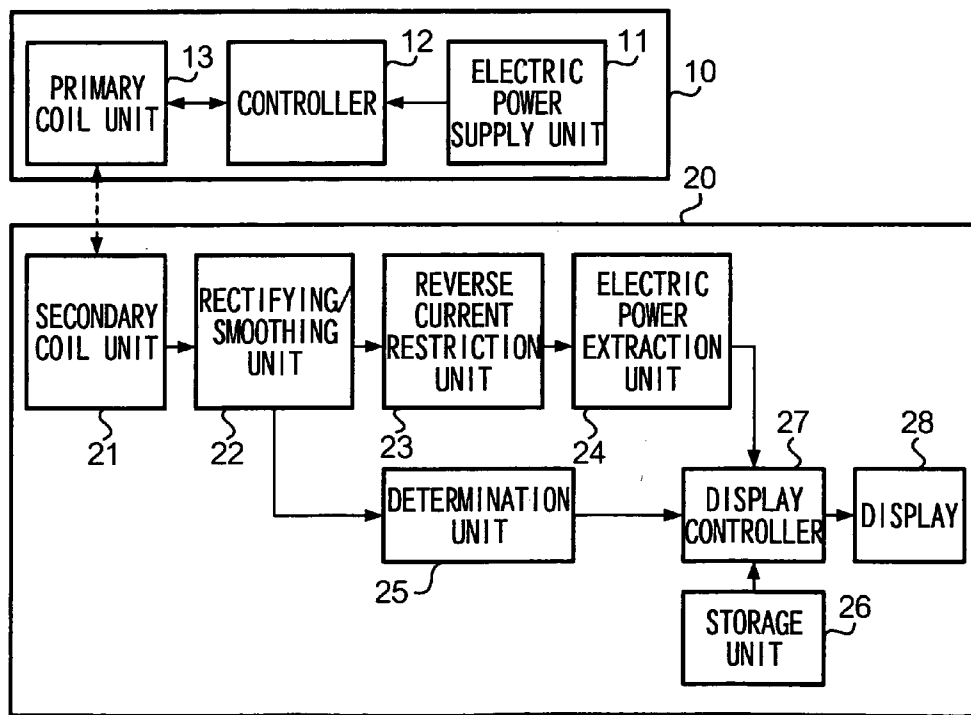 13
12
11
10
PRIMARY
COIL UNIT
CONTROLLER
ELECTRIC
POWER
SUPPLY UNIT
20
SECONDARY
COIL UNIT
RECTIFYING/
SMOOTHING
UNIT
REVERSE
CURRENT
RESTRICTION
UNIT
ELECTRIC
POWER
EXTRACTION
UNIT
21
22
23
24
27
28
DETERMINATION
UNIT
DISPLAY
CONTROLLER
DISPLAY
25
STORAGE
UNIT
26